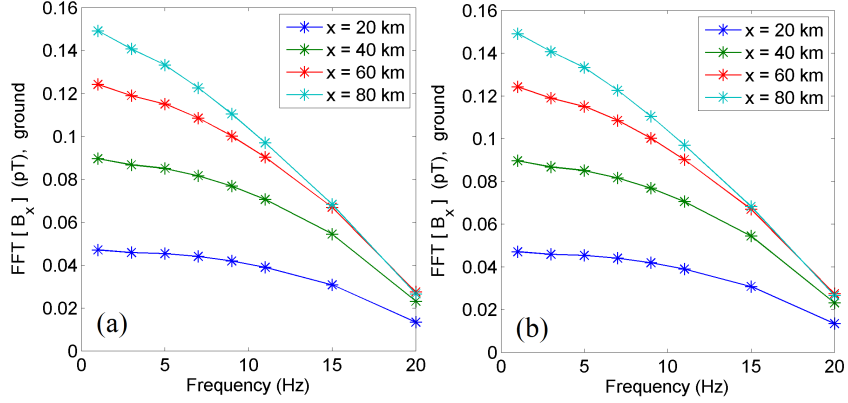 0.16
0.14
0.12
0.1
0.08
0.06
0.04
0.02
0
0
5
10
15
20
FFT [ B_x ] (pT), ground
Frequency (Hz)
x = 20 km
x = 40 km
x = 60 km
x = 80 km
(a)
0.16
0.14
0.12
0.1
0.08
0.06
0.04
0.02
0
0
5
10
15
20
FFT [ B_x ] (pT), ground
Frequency (Hz)
x = 20 km
x = 40 km
x = 60 km
x = 80 km
(b)